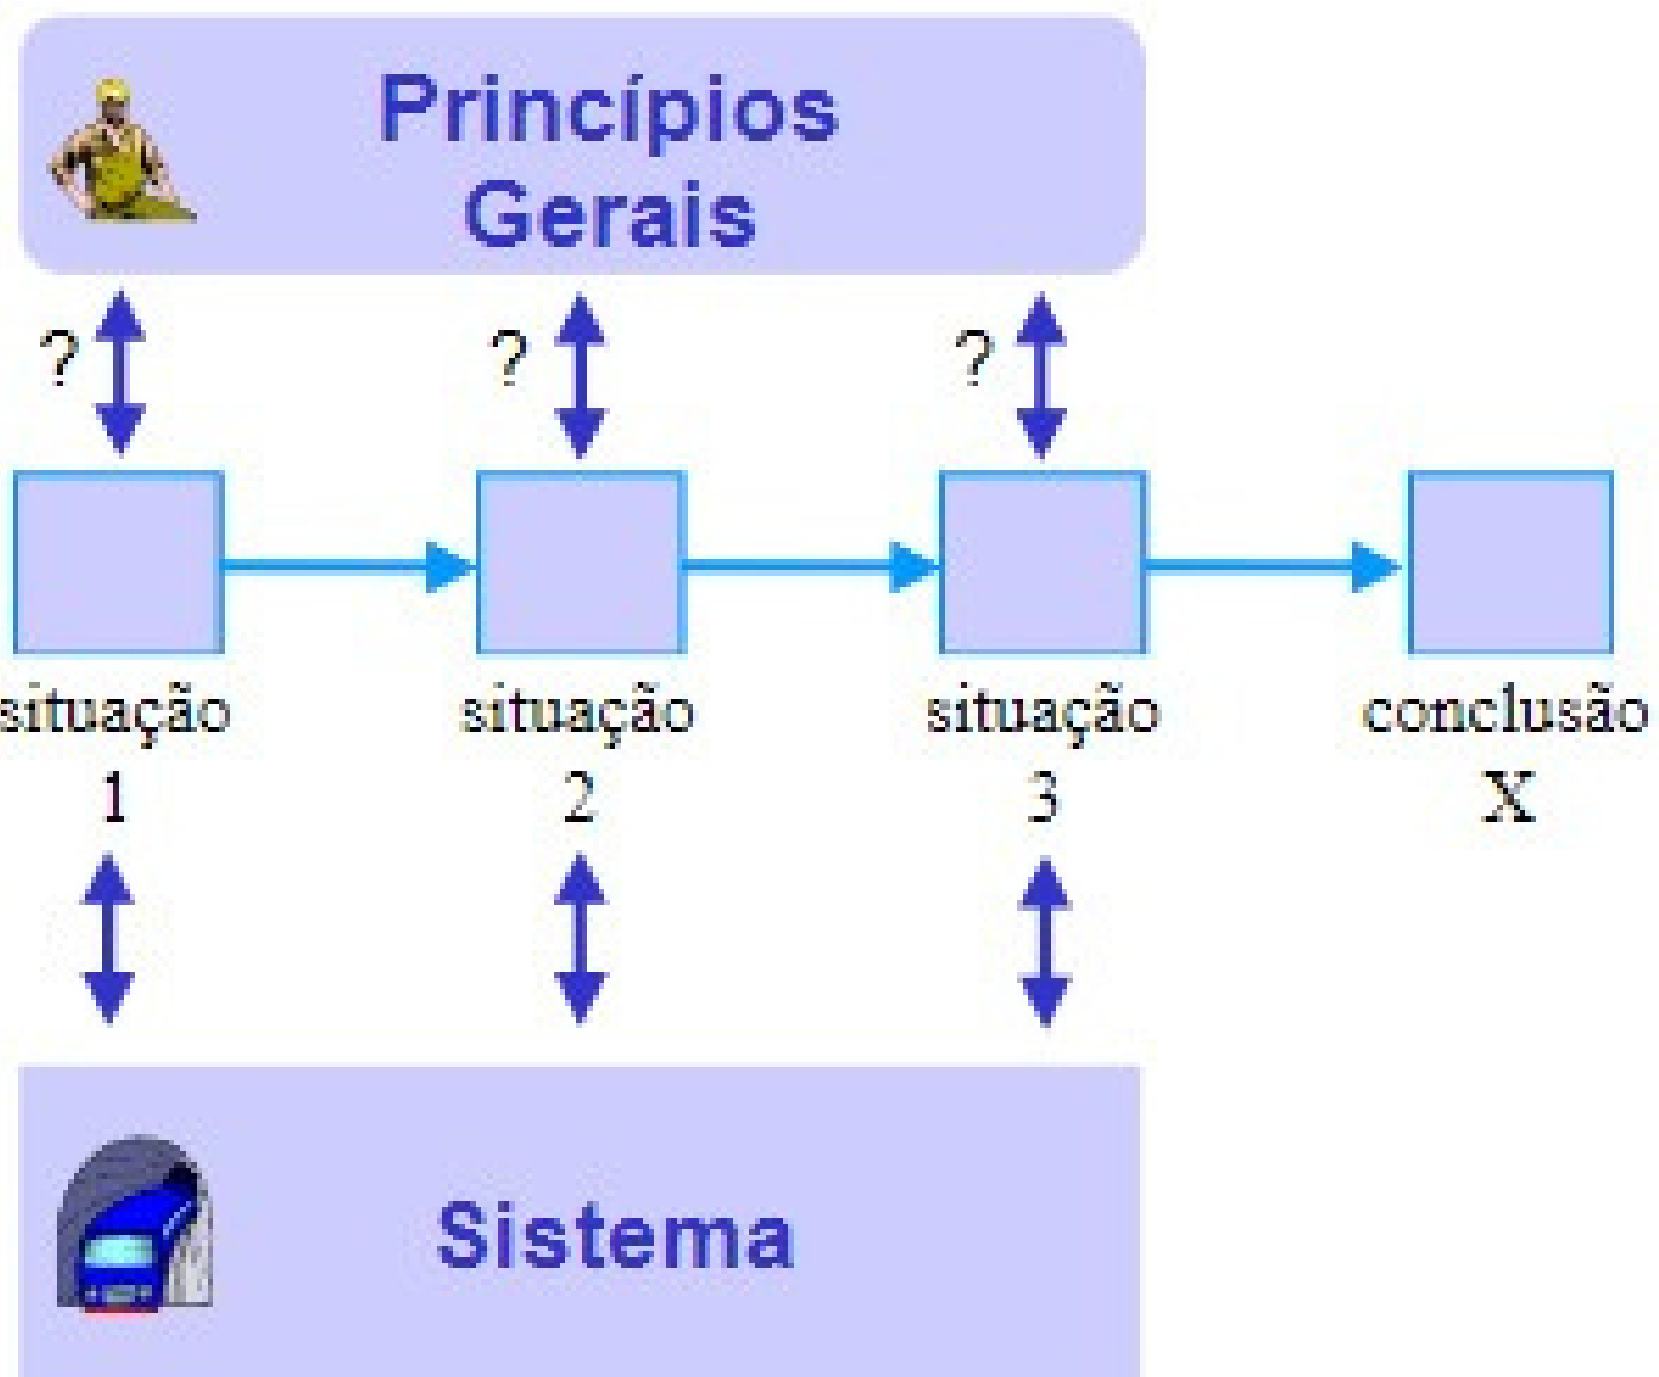 Princípios
Gerais
? ? ?
situação situação situação conclusão
1 2 3 X
Sistema